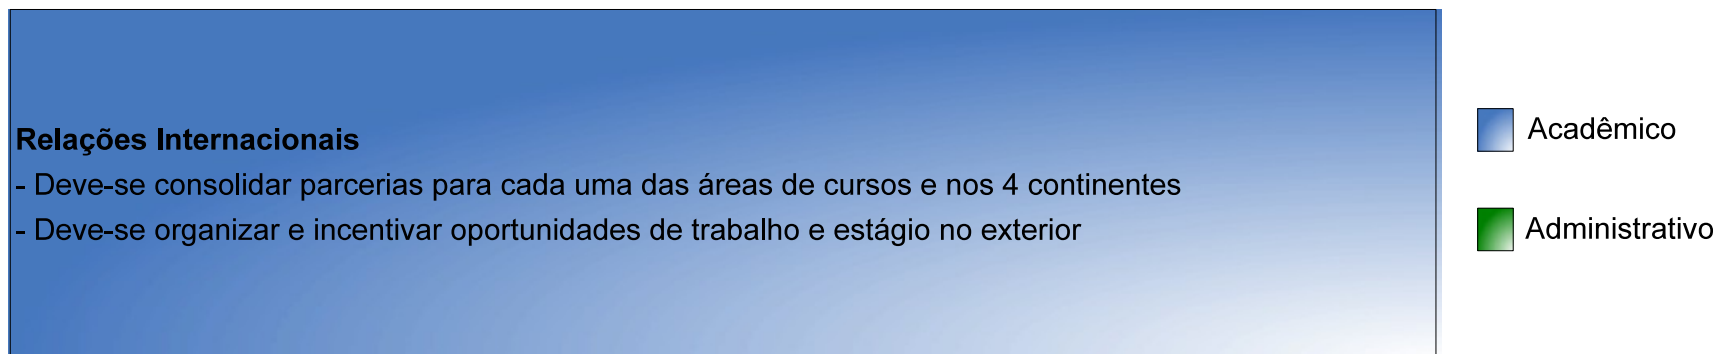 Relações Internacionais
- Deve-se consolidar parcerias para cada uma das áreas de cursos e nos 4 continentes
- Deve-se organizar e incentivar oportunidades de trabalho e estágio no exterior
Acadêmico
Administrativo